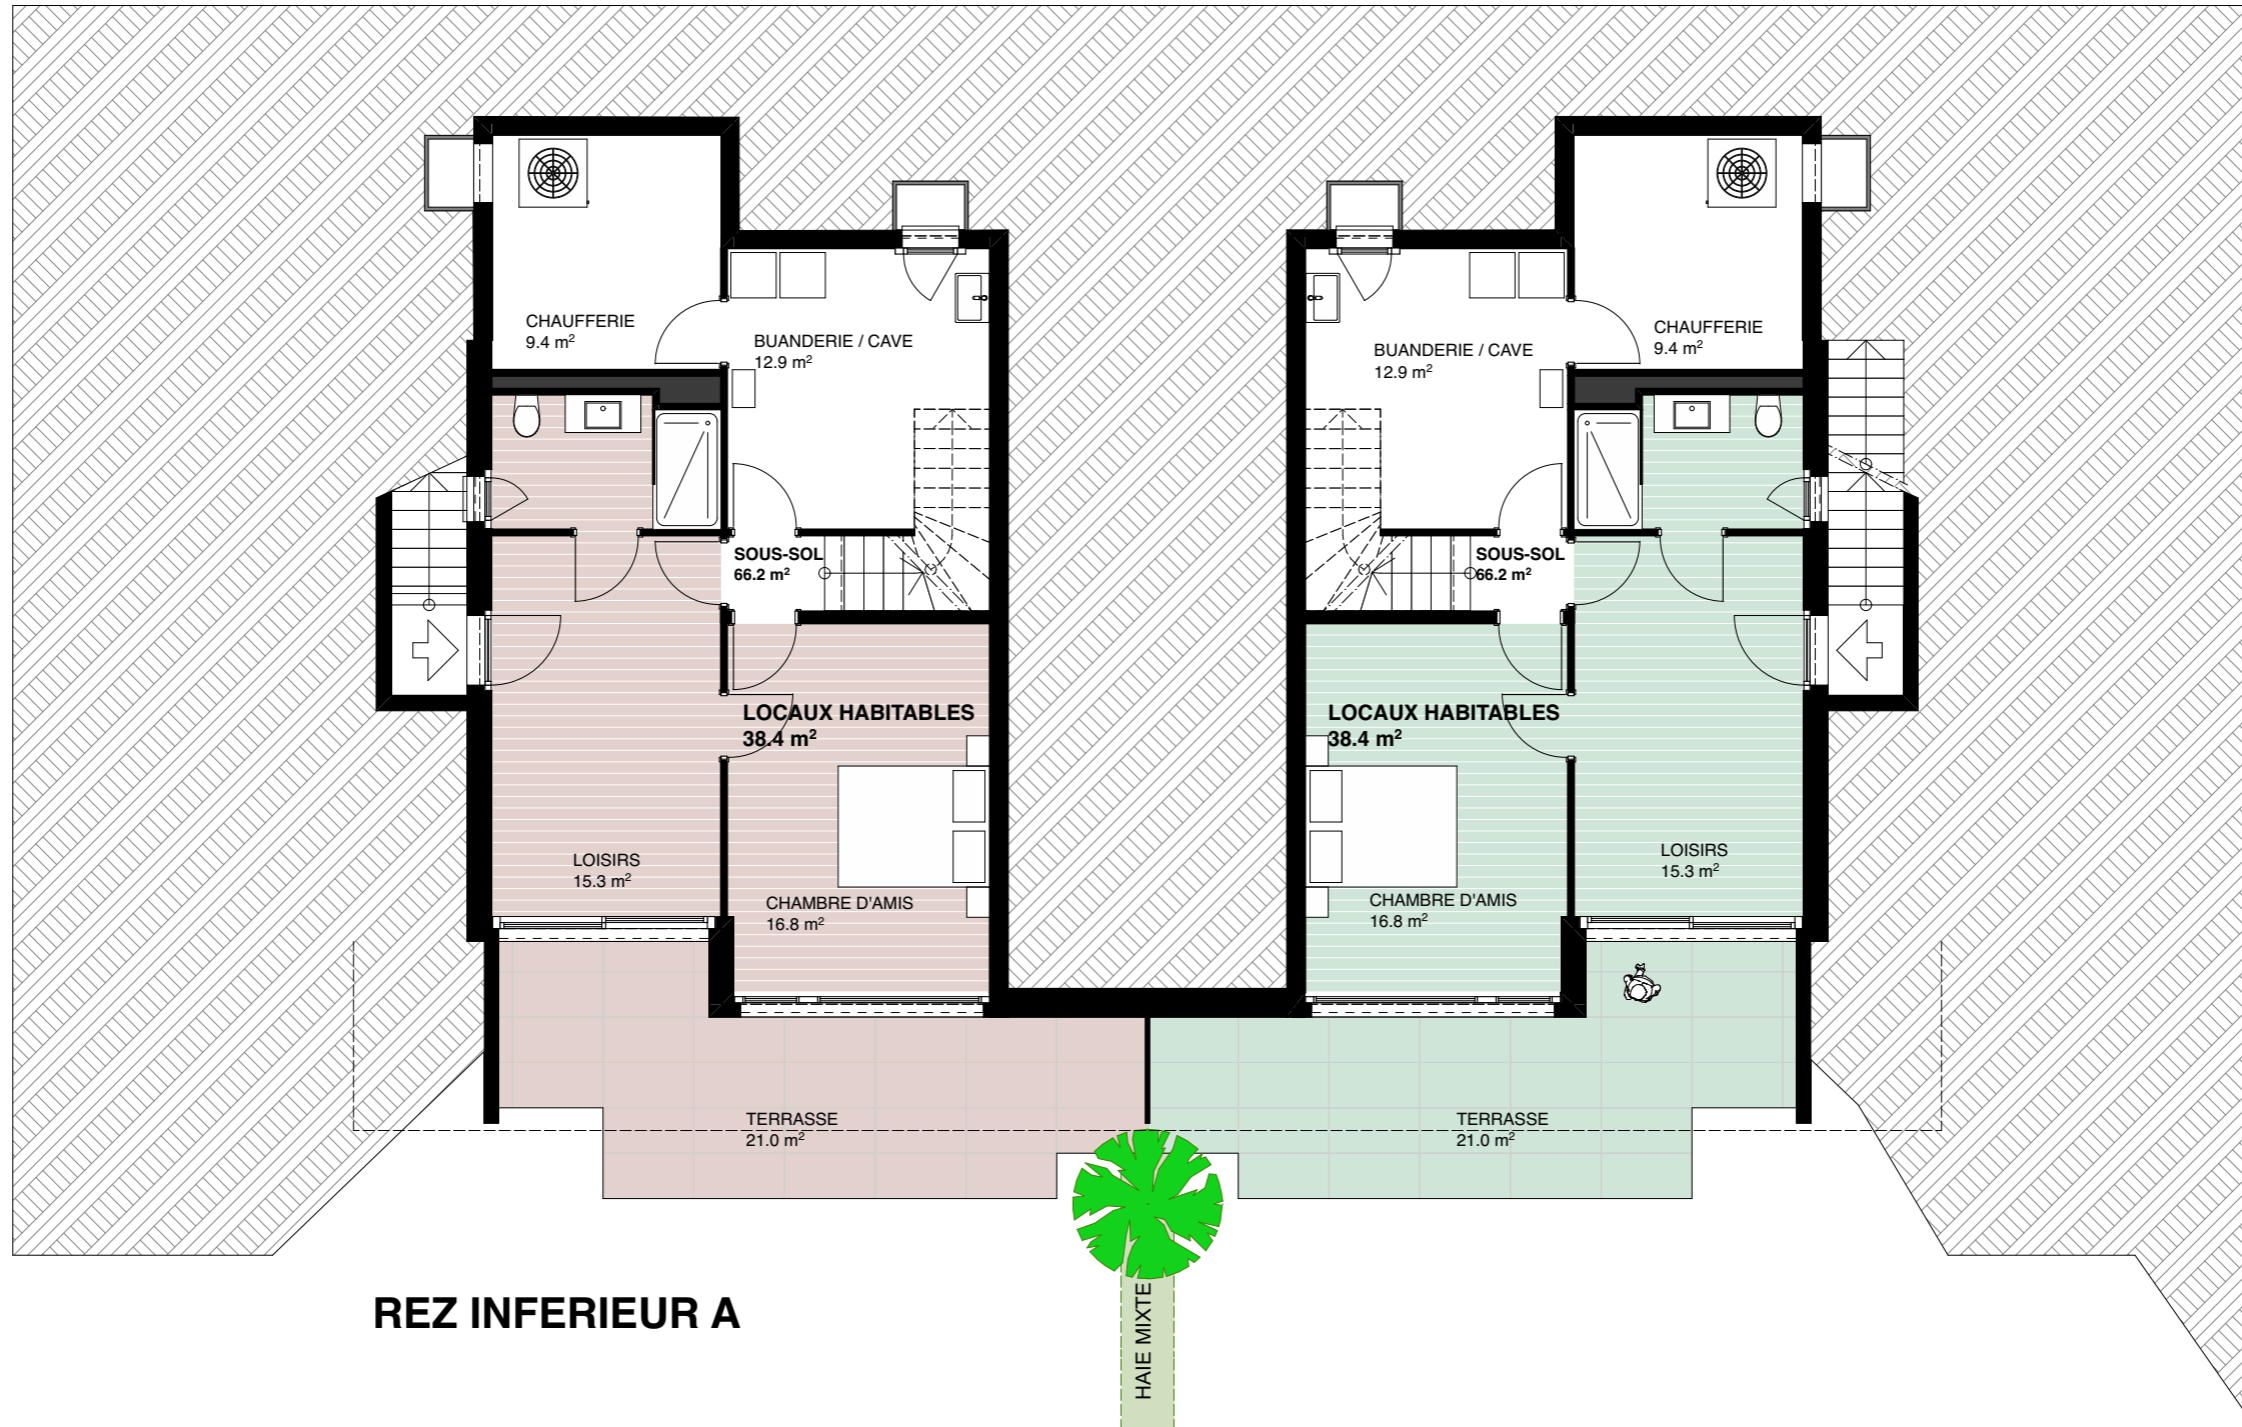 CHAUFFERIE
9.4 m²
BUANDERIE / CAVE
12.9 m²
SOUS-SOL
66.2 m²
LOCAUX HABITABLES
38.4 m²
LOISIRS
15.3 m²
CHAMBRE D'AMIS
16.8 m²
TERRASSE
21.0 m²
CHAUFFERIE
9.4 m²
BUANDERIE / CAVE
12.9 m²
SOUS-SOL
66.2 m²
LOCAUX HABITABLES
38.4 m²
LOISIRS
15.3 m²
CHAMBRE D'AMIS
16.8 m²
TERRASSE
21.0 m²
REZ INFERIEUR A
HAIE MIXTE